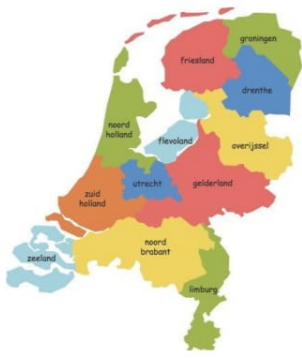 groningen
friesland
drenthe
noord
holland
flevoland
overijssel
utrecht
gelderland
zuid
holland
noord
brabant
zeeland
limburg